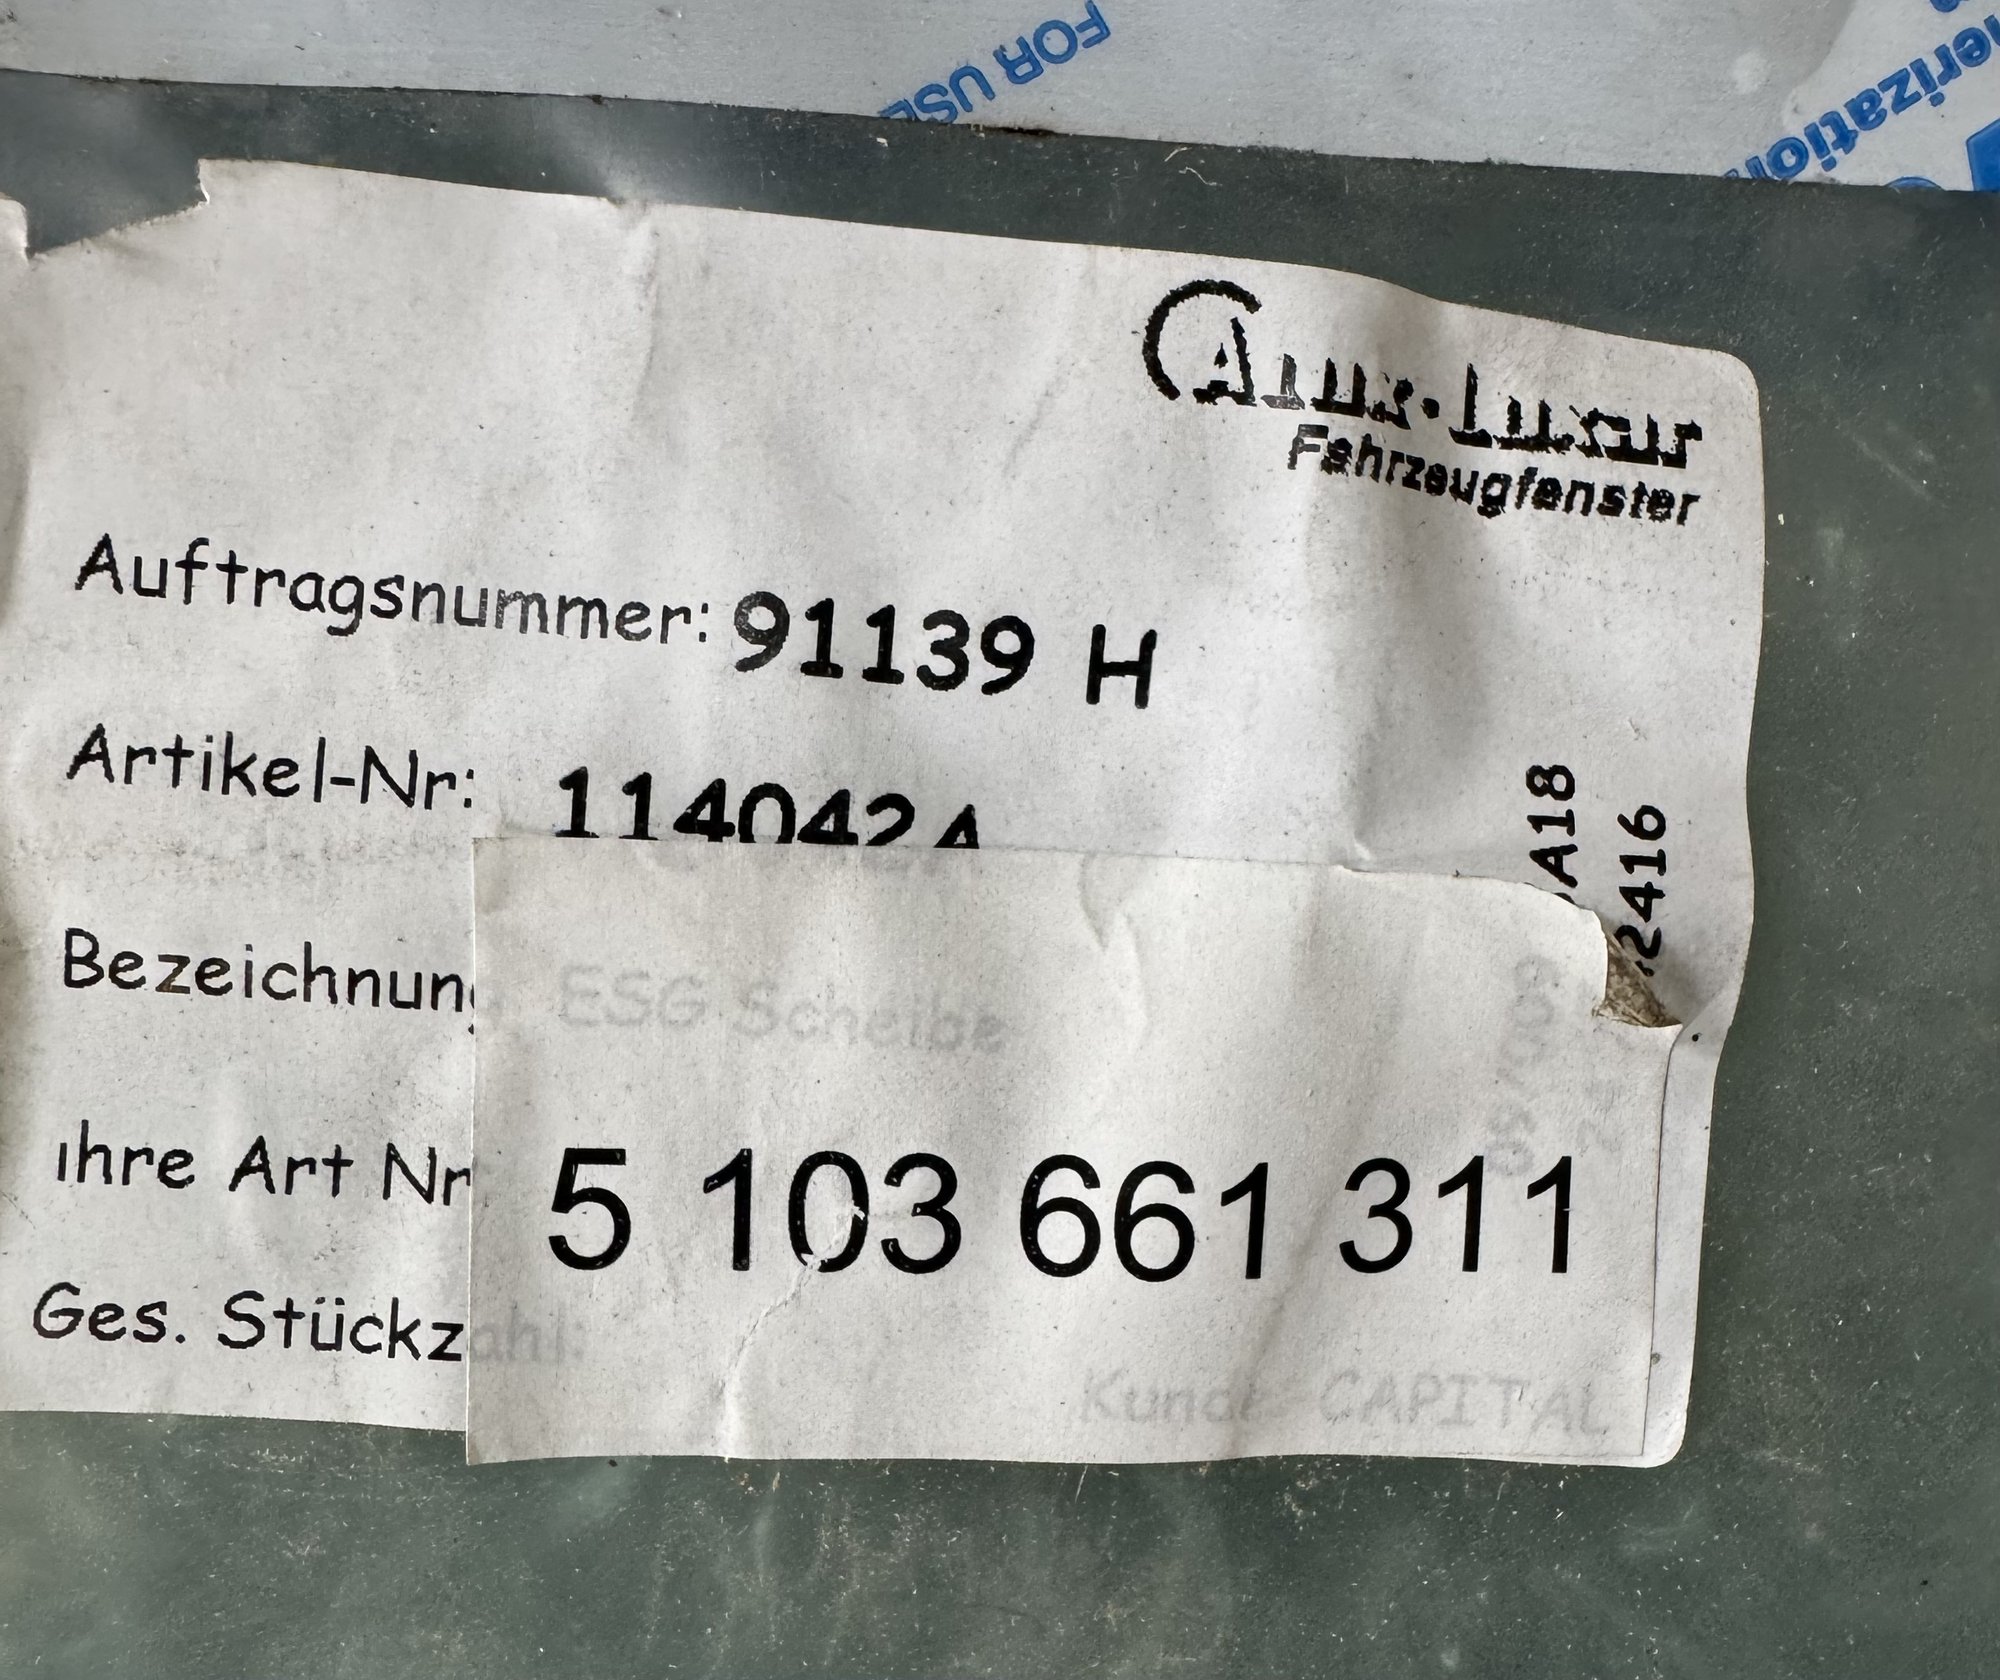 FOR USE
Fahrzeugfenster
Auftragsnummer: 91139 H
Artikel-Nr: 114042A
A18
2416
Bezeichnung ESG Scheibe
ihre Art Nr
5 103 661 311
Ges. Stückzahl:
Kunde CAPITAL